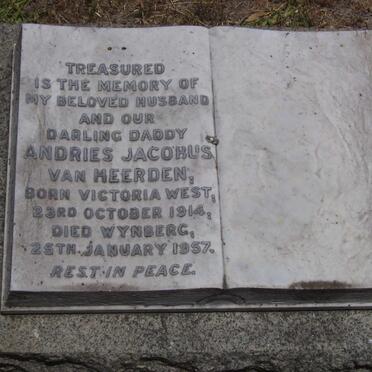 TREASURED
IS THE MEMORY OF
MY BELOVED HUSBAND
AND OUR
DARLING DADDY
ANDRIES JACOBUS
VAN HEERDEN,
BORN VICTORIA WEST,
23RD OCTOBER 1914,
DIED WYNBERG,
25TH JANUARY 1957.
REST IN PEACE.